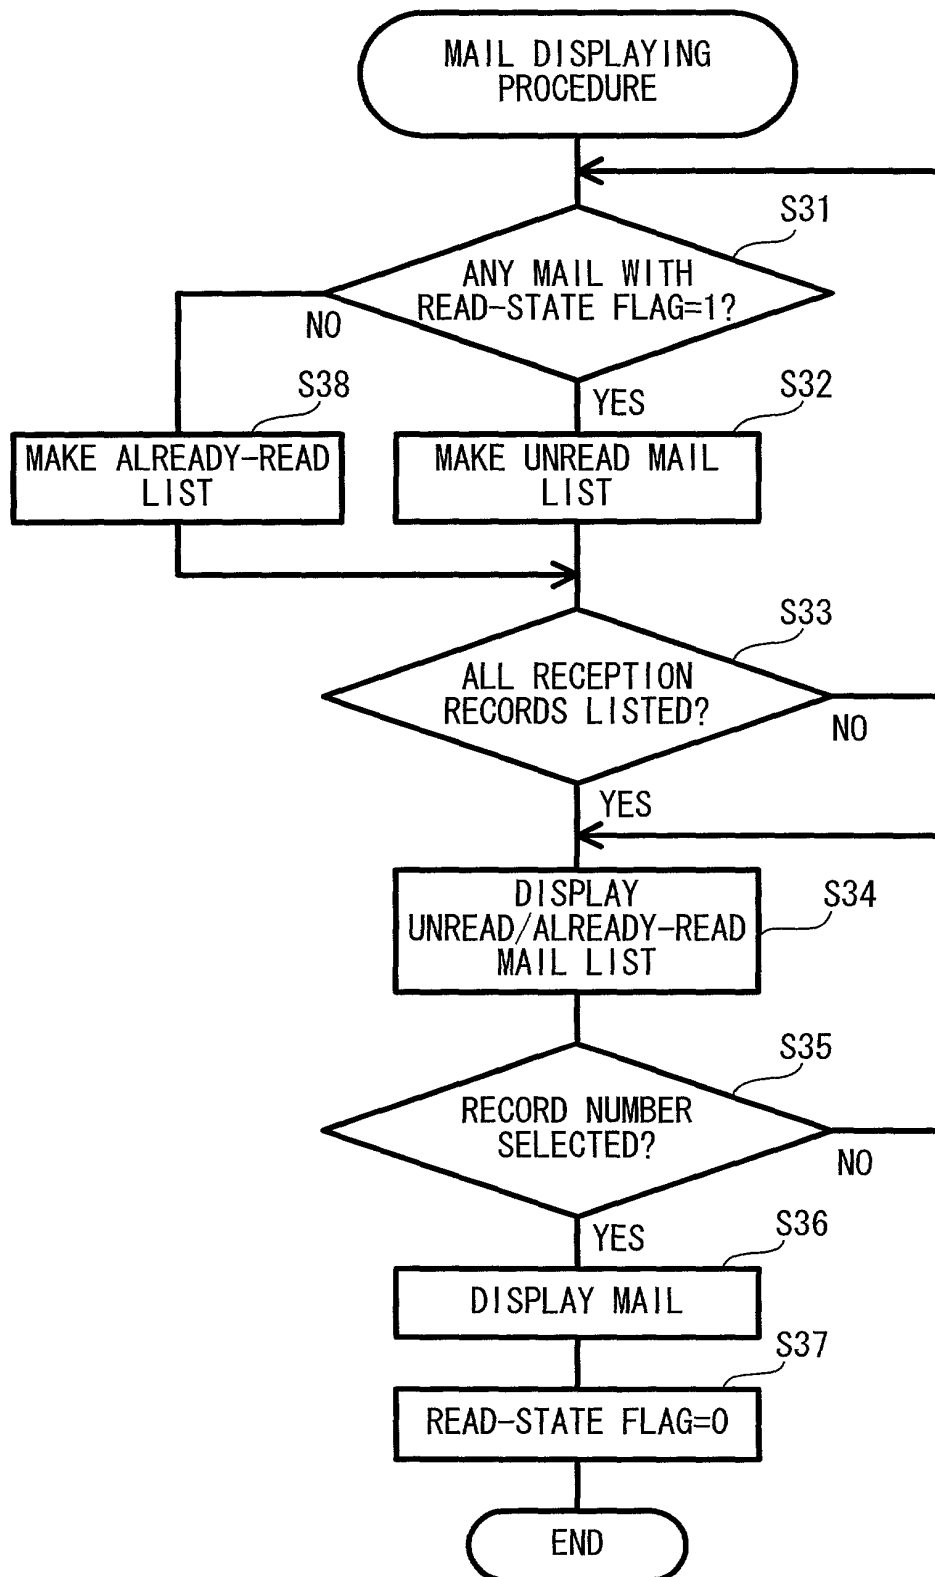 MAIL DISPLAYING
PROCEDURE
S31
ANY MAIL WITH
READ-STATE FLAG=1?
NO
YES
S38
MAKE ALREADY-READ
LIST
S32
MAKE UNREAD MAIL
LIST
S33
ALL RECEPTION
RECORDS LISTED?
NO
YES
S34
DISPLAY
UNREAD/ALREADY-READ
MAIL LIST
S35
RECORD NUMBER
SELECTED?
NO
YES
S36
DISPLAY MAIL
S37
READ-STATE FLAG=0
END